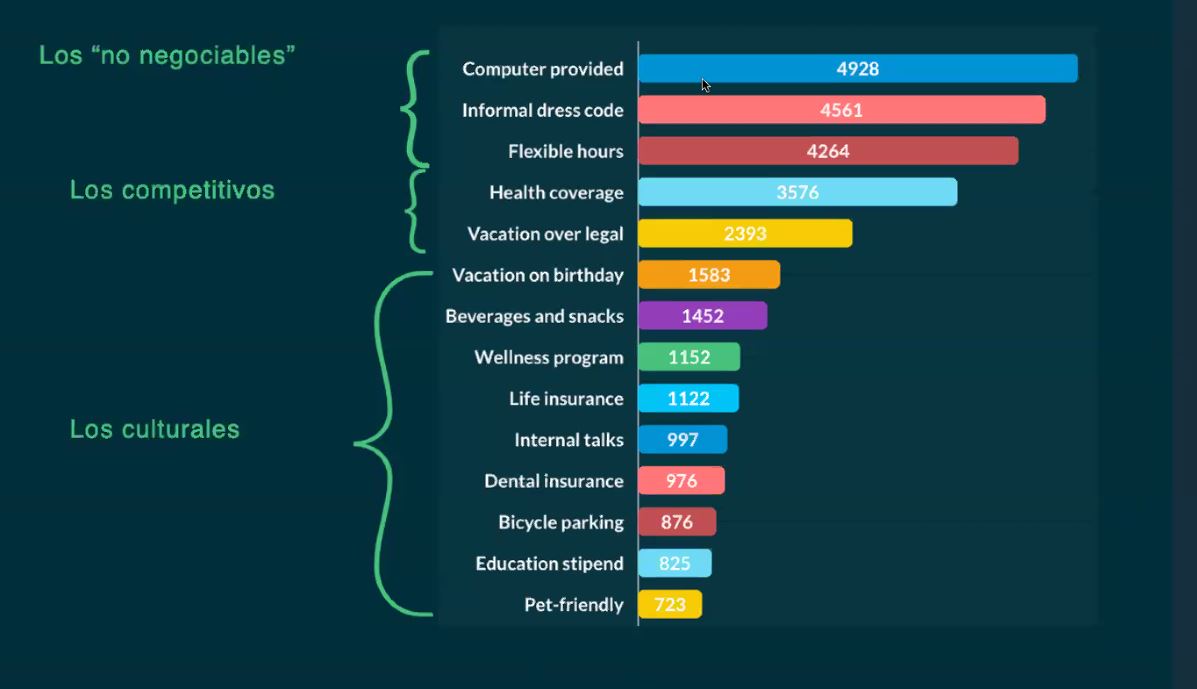 Los “no negociables”
Computer provided 4928
Informal dress code 4561
Flexible hours 4264
Los competitivos
Health coverage 3576
Vacation over legal 2393
Los culturales
Vacation on birthday 1583
Beverages and snacks 1452
Wellness program 1152
Life insurance 1122
Internal talks 997
Dental insurance 976
Bicycle parking 876
Education stipend 825
Pet-friendly 723